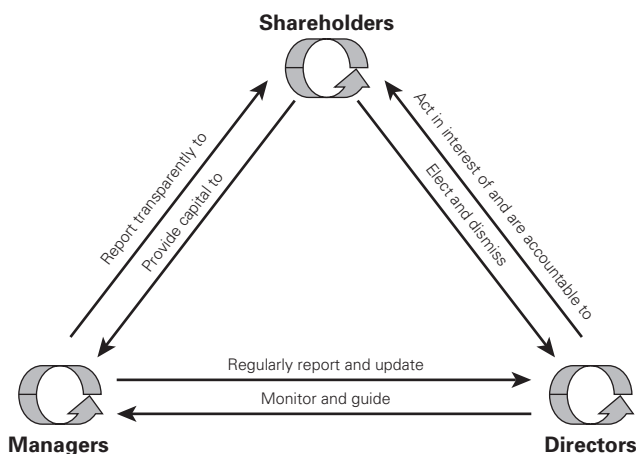 Shareholders
Report transparently to
Provide capital to
Elect and dismiss
Act in interest of and are accountable to
Regularly report and update
Monitor and guide
Managers
Directors